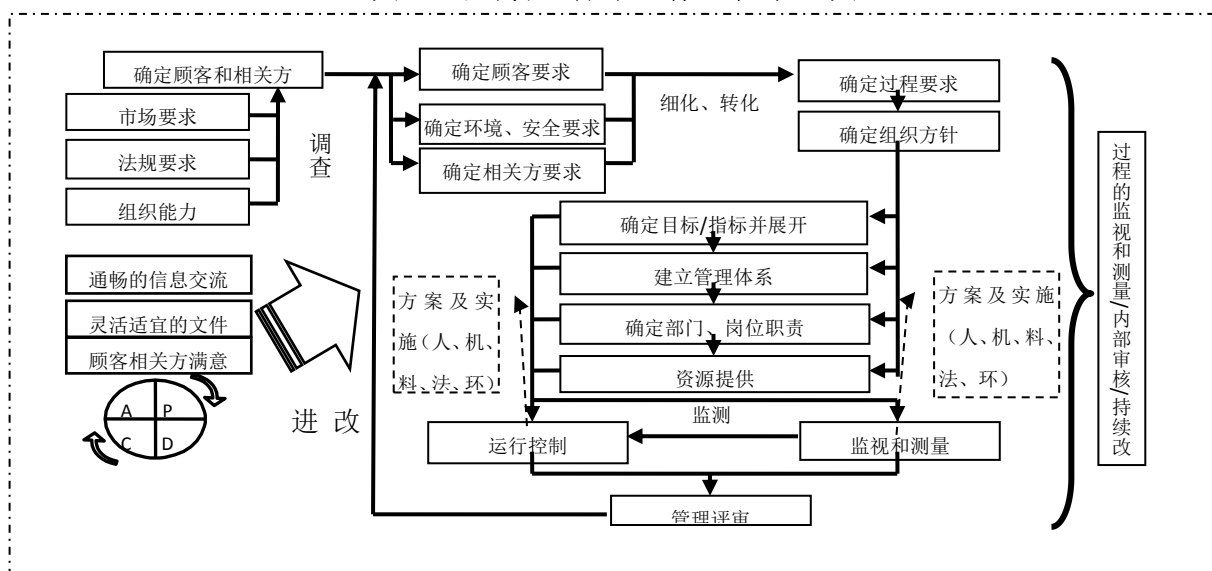 确定顾客和相关方
市场要求
法规要求
组织能力
调查
确定顾客要求
确定环境、安全要求
确定相关方要求
细化、转化
确定过程要求
确定组织方针
确定目标/指标并展开
建立管理体系
确定部门、岗位职责
资源提供
方案及实
施（人、机、
料、法、环）
方案及实施
（人、机、料、
法、环）
通畅的信息交流
灵活适宜的文件
顾客相关方满意
A P
C D
进 改
监测
运行控制
监视和测量
管理评审
过程的监视和测量/内部审核/持续改